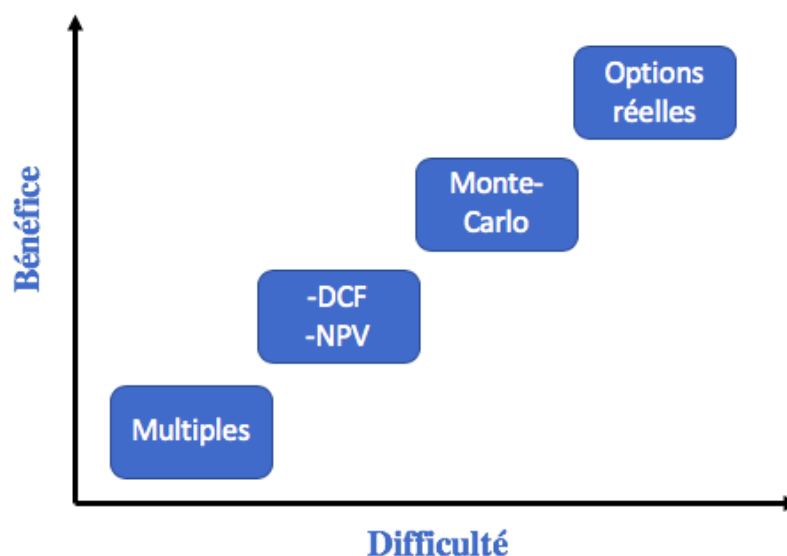 Options
réelles
Monte-
Carlo
-DCF
-NPV
Multiples
Bénéfice
Difficulté